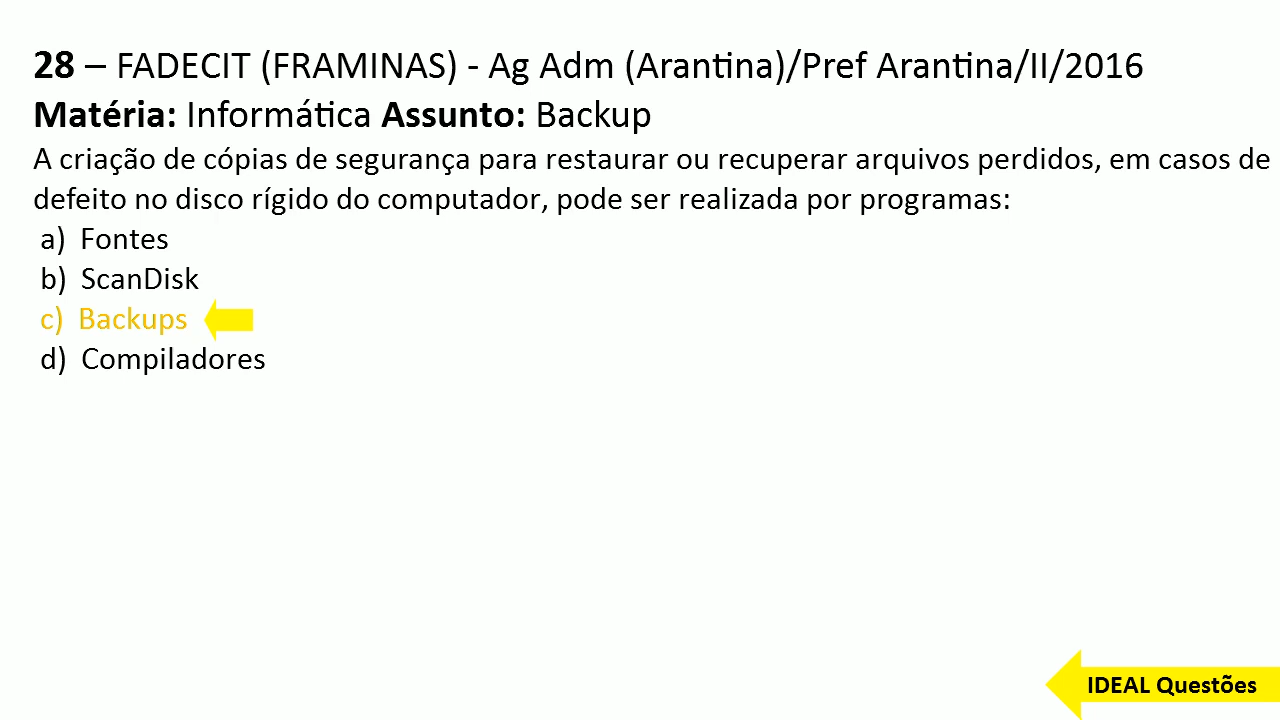 28 – FADECIT (FRAMINAS) - Ag Adm (Arantina)/Pref Arantina/II/2016
Matéria: Informática Assunto: Backup
A criação de cópias de segurança para restaurar ou recuperar arquivos perdidos, em casos de
defeito no disco rígido do computador, pode ser realizada por programas:
a) Fontes
b) ScanDisk
c) Backups
d) Compiladores
IDEAL Questões